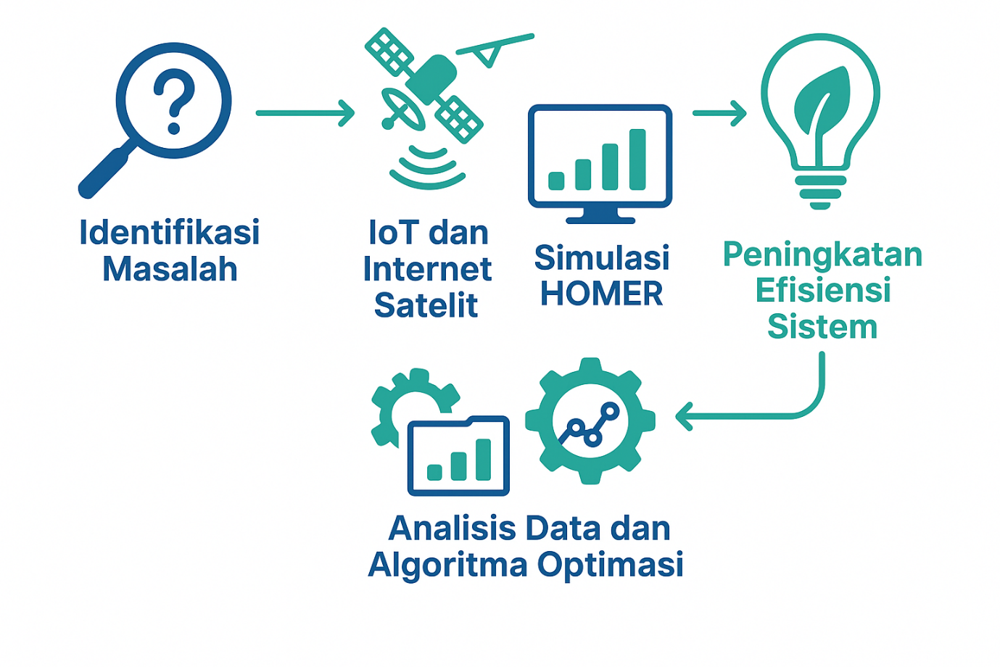 Identifikasi
Masalah
IoT dan
Internet
Satelit
Simulasi
HOMER
Peningkatan
Efisiensi
Sistem
Analisis Data dan
Algoritma Optimasi